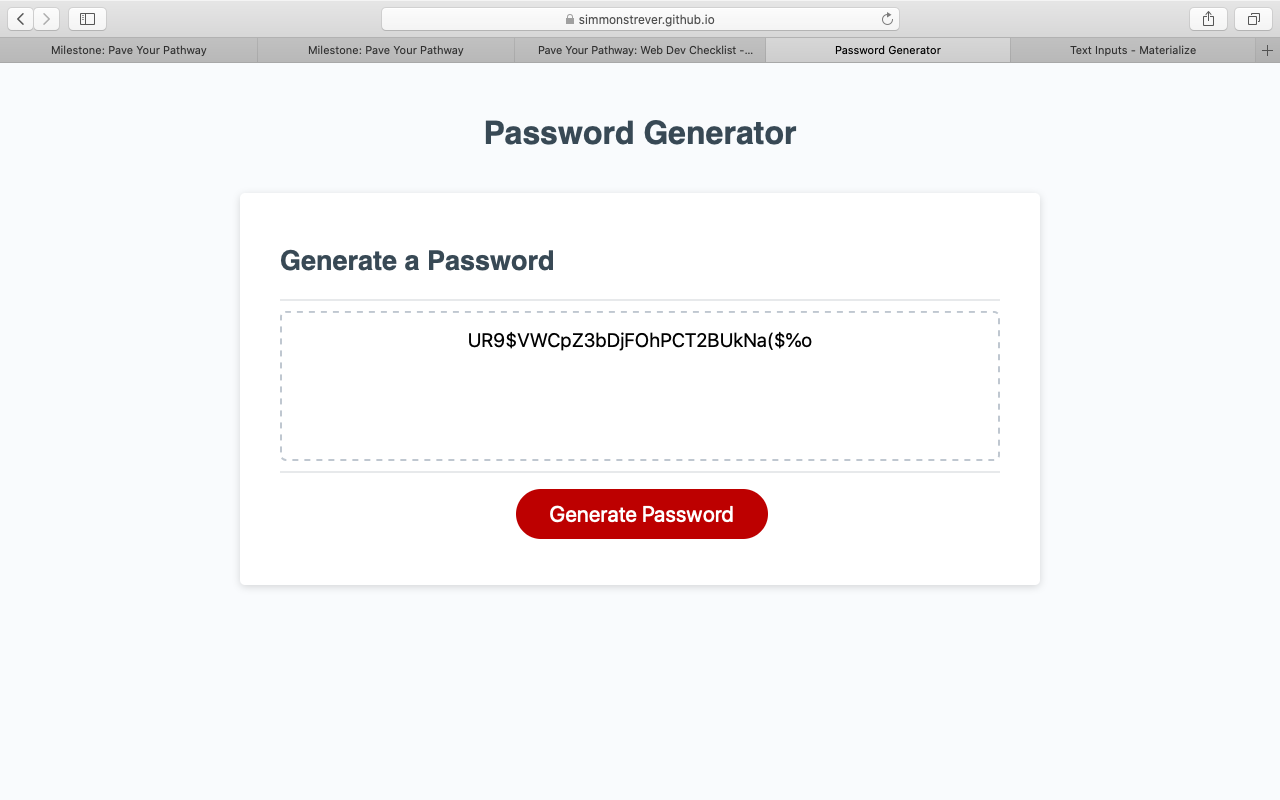 simmonstrever.github.io
Milestone: Pave Your Pathway
Milestone: Pave Your Pathway
Pave Your Pathway: Web Dev Checklist -...
Password Generator
Text Inputs - Materialize
Password Generator
Generate a Password
UR9$VWCpZ3bDjFOhPCT2BUkNa($%o
Generate Password